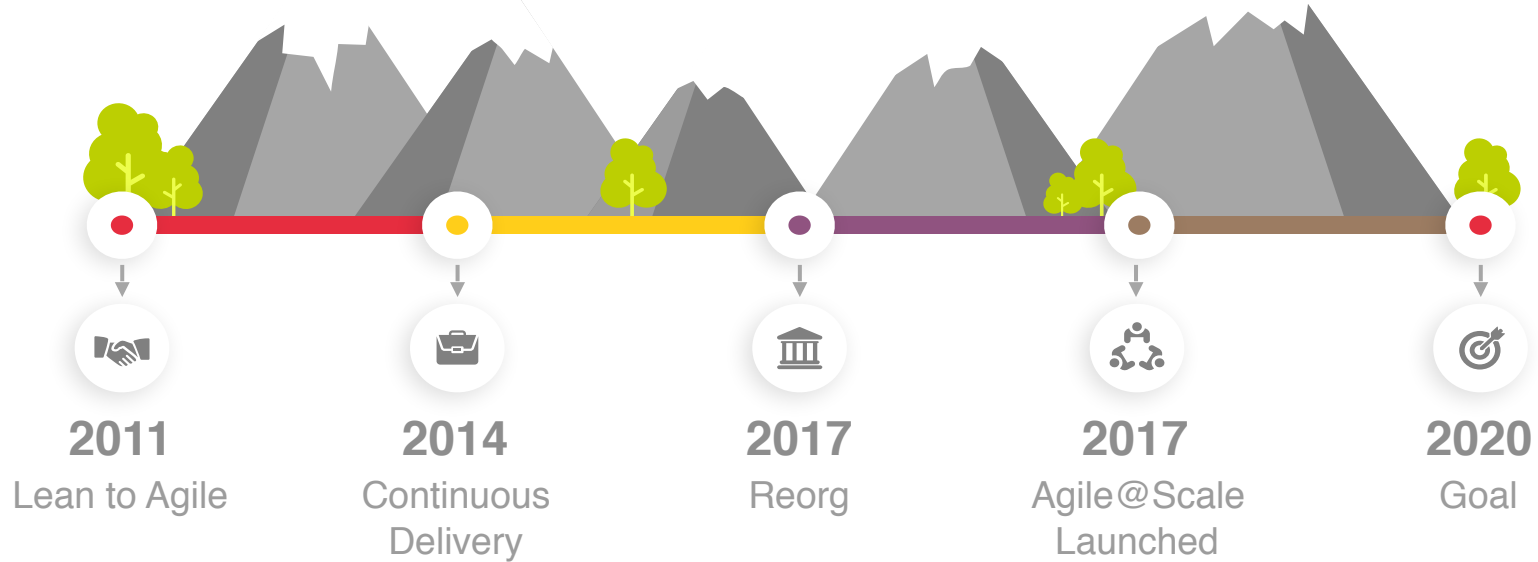 2011
Lean to Agile
2014
Continuous
Delivery
2017
Reorg
2017
Agile@Scale
Launched
2020
Goal